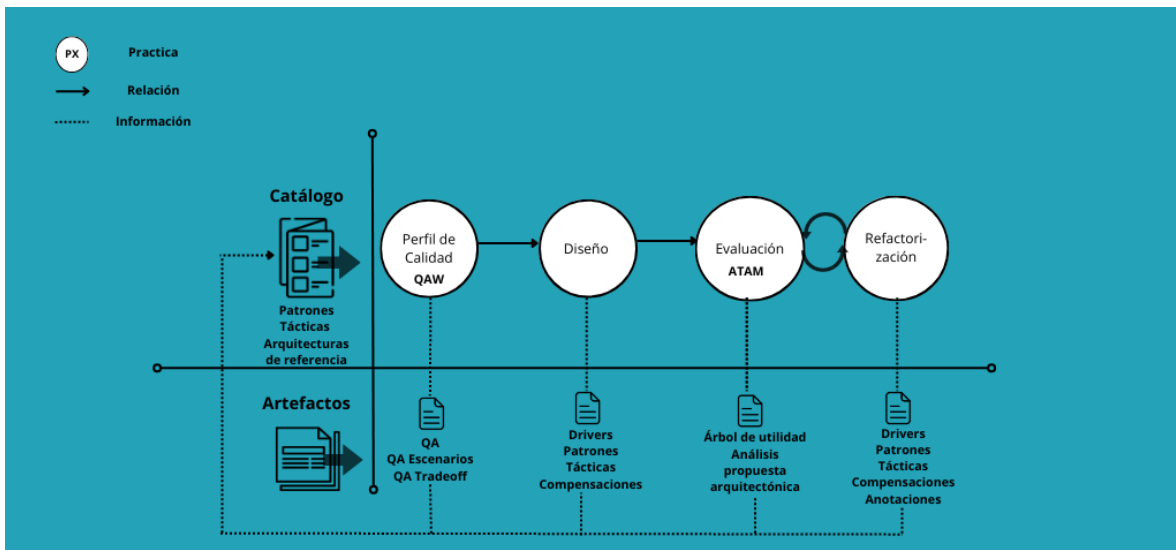 PX
Practica
Relación
Información
Catálogo
Patrones
Tácticas
Arquitecturas
de referencia
Perfil de
Calidad
QAW
Diseño
Evaluación
ATAM
Refactori-
zación
Artefactos
QA
QA Escenarios
QA Tradeoff
Drivers
Patrones
Tácticas
Compensaciones
Árbol de utilidad
Análisis
propuesta
arquitectónica
Drivers
Patrones
Tácticas
Compensaciones
Anotaciones